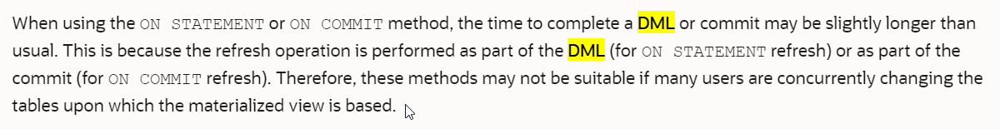 When using the ON STATEMENT or ON COMMIT method, the time to complete a DML or commit may be slightly longer than
usual. This is because the refresh operation is performed as part of the DML (for ON STATEMENT refresh) or as part of the
commit (for ON COMMIT refresh). Therefore, these methods may not be suitable if many users are concurrently changing the
tables upon which the materialized view is based.